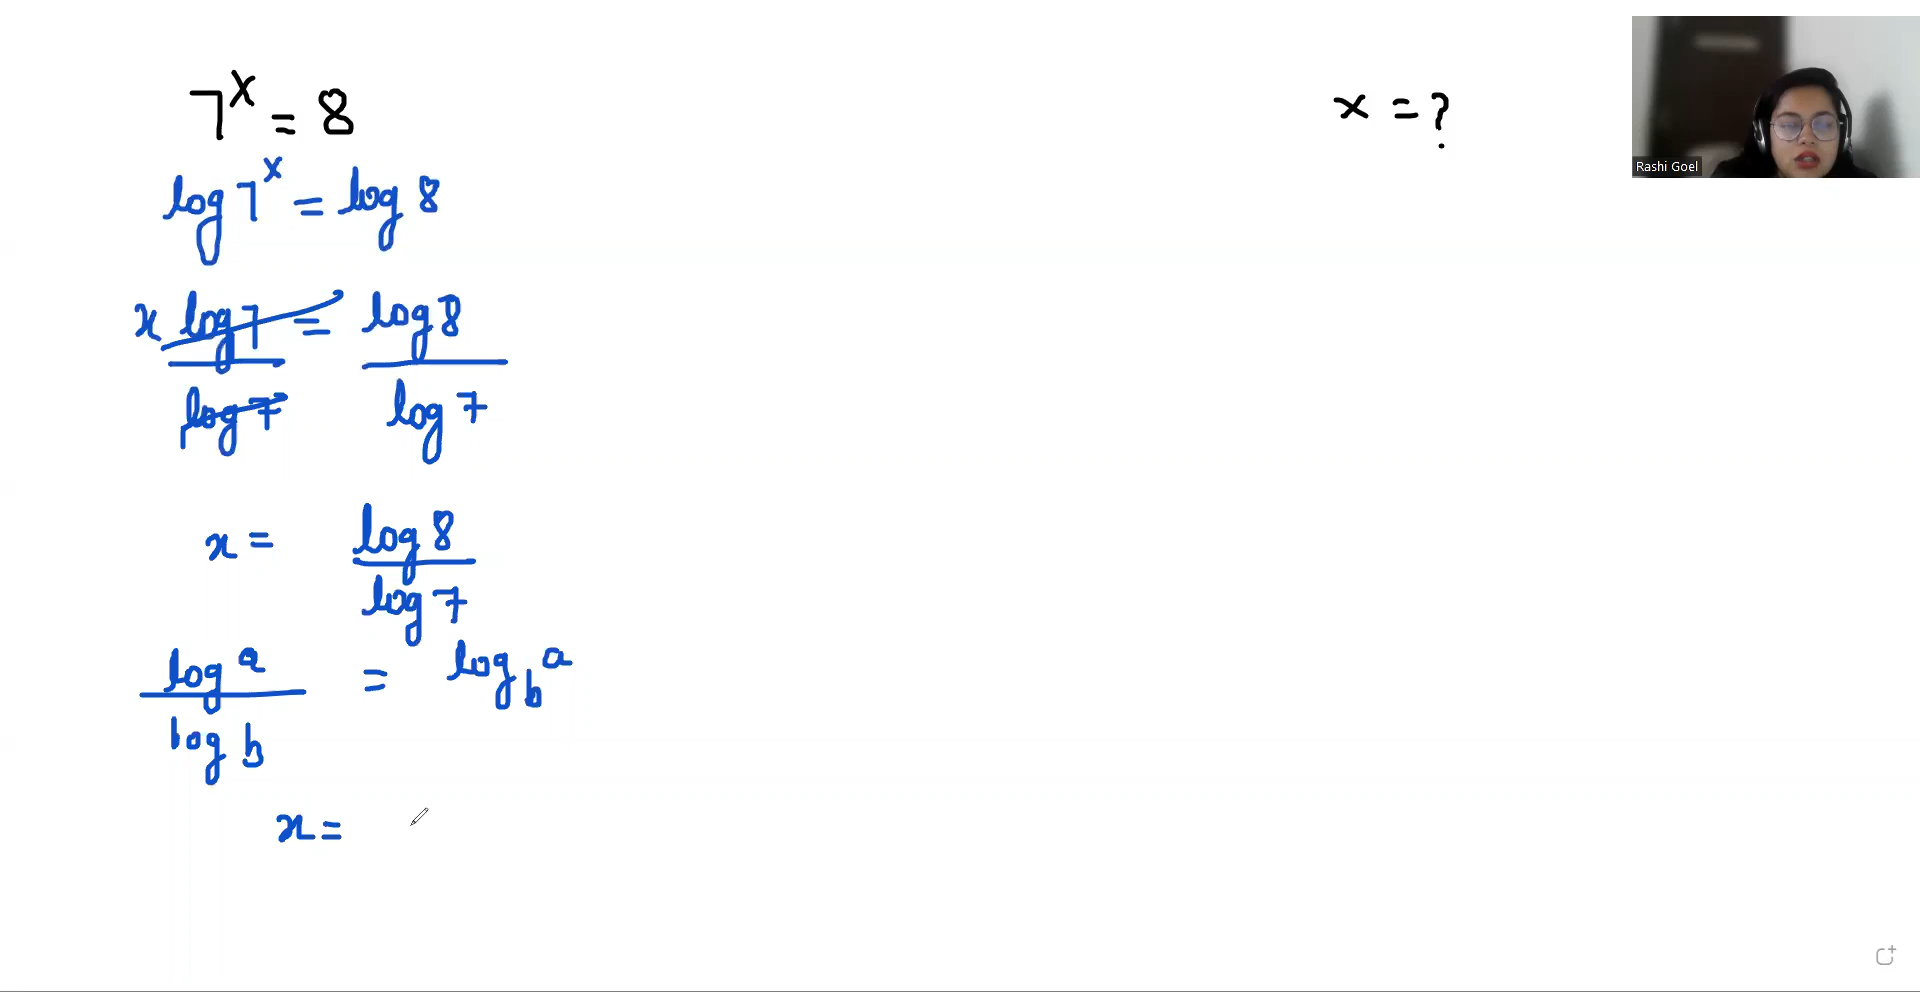 7^x = 8
x = ?
Rashi Goel
log 7^x = log 8
x log 7 / log 7 = log 8 / log 7
x = log 8 / log 7
log a / log b = log_b a
x =